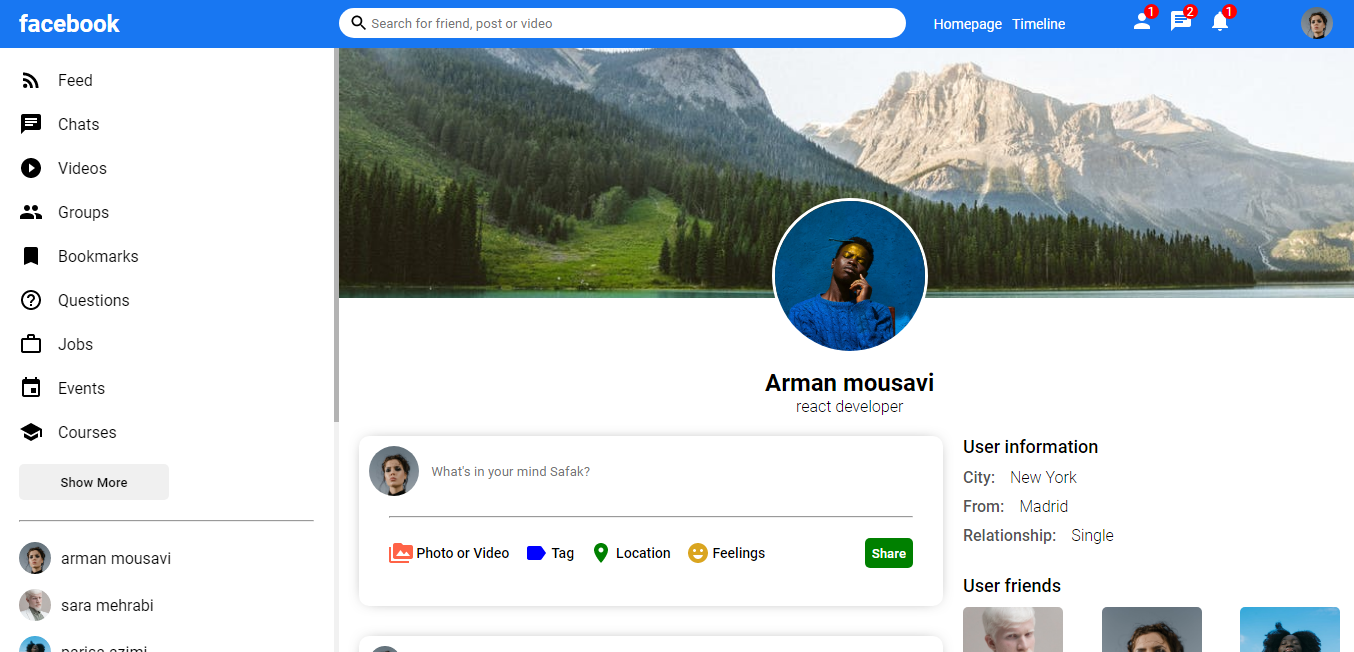 facebook
Search for friend, post or video
Homepage Timeline
1
2
1
Feed
Chats
Videos
Groups
Bookmarks
Questions
Jobs
Events
Courses
Show More
arman mousavi
sara mehrabi
parisa azimi
Arman mousavi
react developer
What's in your mind Safak?
Photo or Video Tag Location Feelings Share
User information
City: New York
From: Madrid
Relationship: Single
User friends